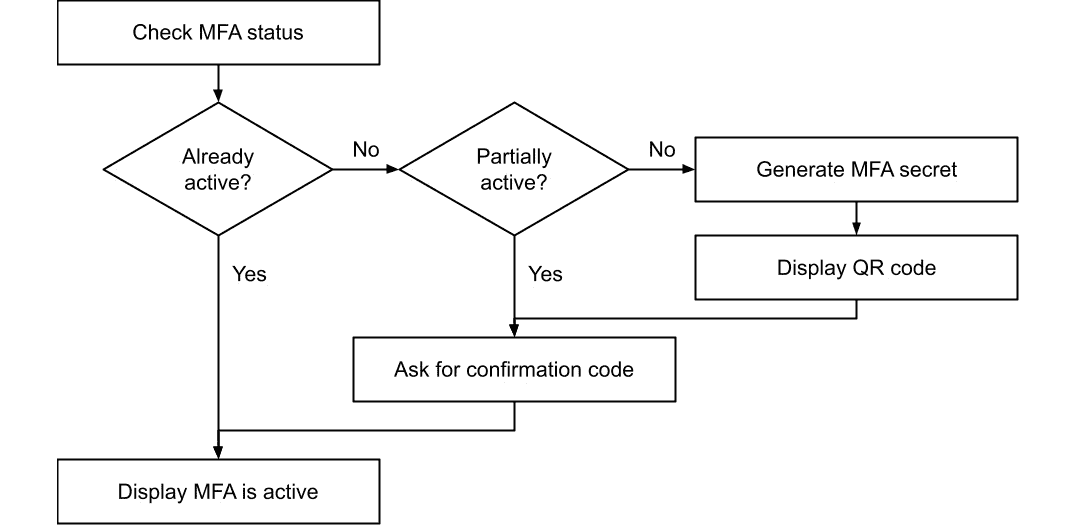 Check MFA status
Already
active?
No
Partially
active?
No
Generate MFA secret
Yes
Yes
Display QR code
Ask for confirmation code
Display MFA is active